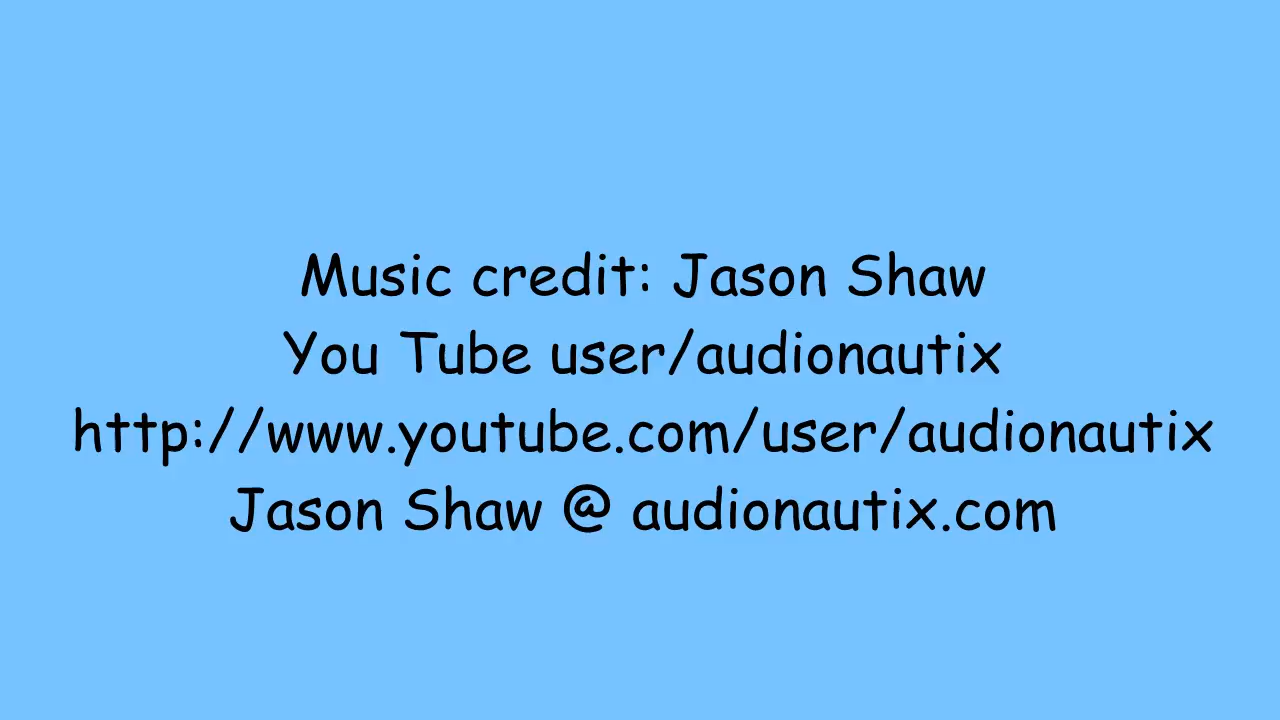 Music credit: Jason Shaw
You Tube user/audionautix
http://www.youtube.com/user/audionautix
Jason Shaw @ audionautix.com